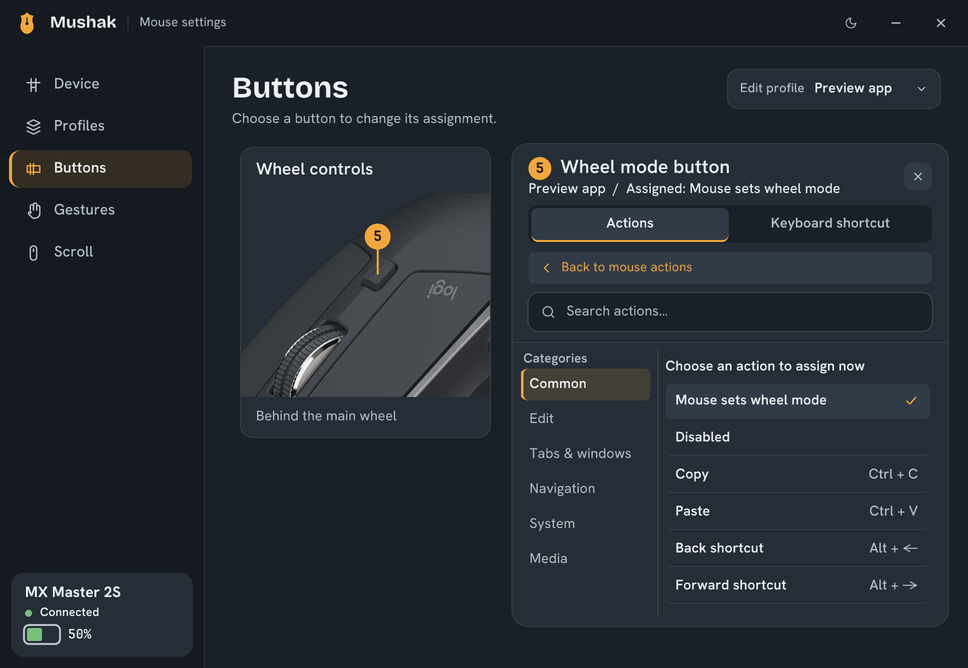 Mushak
Mouse settings
Device
Profiles
Buttons
Gestures
Scroll
MX Master 2S
Connected
50%
Buttons
Choose a button to change its assignment.
Edit profile Preview app
Wheel controls
5
logi
Behind the main wheel
5 Wheel mode button
Preview app / Assigned: Mouse sets wheel mode
Actions
Keyboard shortcut
Back to mouse actions
Search actions...
Categories
Common
Edit
Tabs & windows
Navigation
System
Media
Choose an action to assign now
Mouse sets wheel mode
Disabled
Copy Ctrl + C
Paste Ctrl + V
Back shortcut Alt + ←
Forward shortcut Alt + →